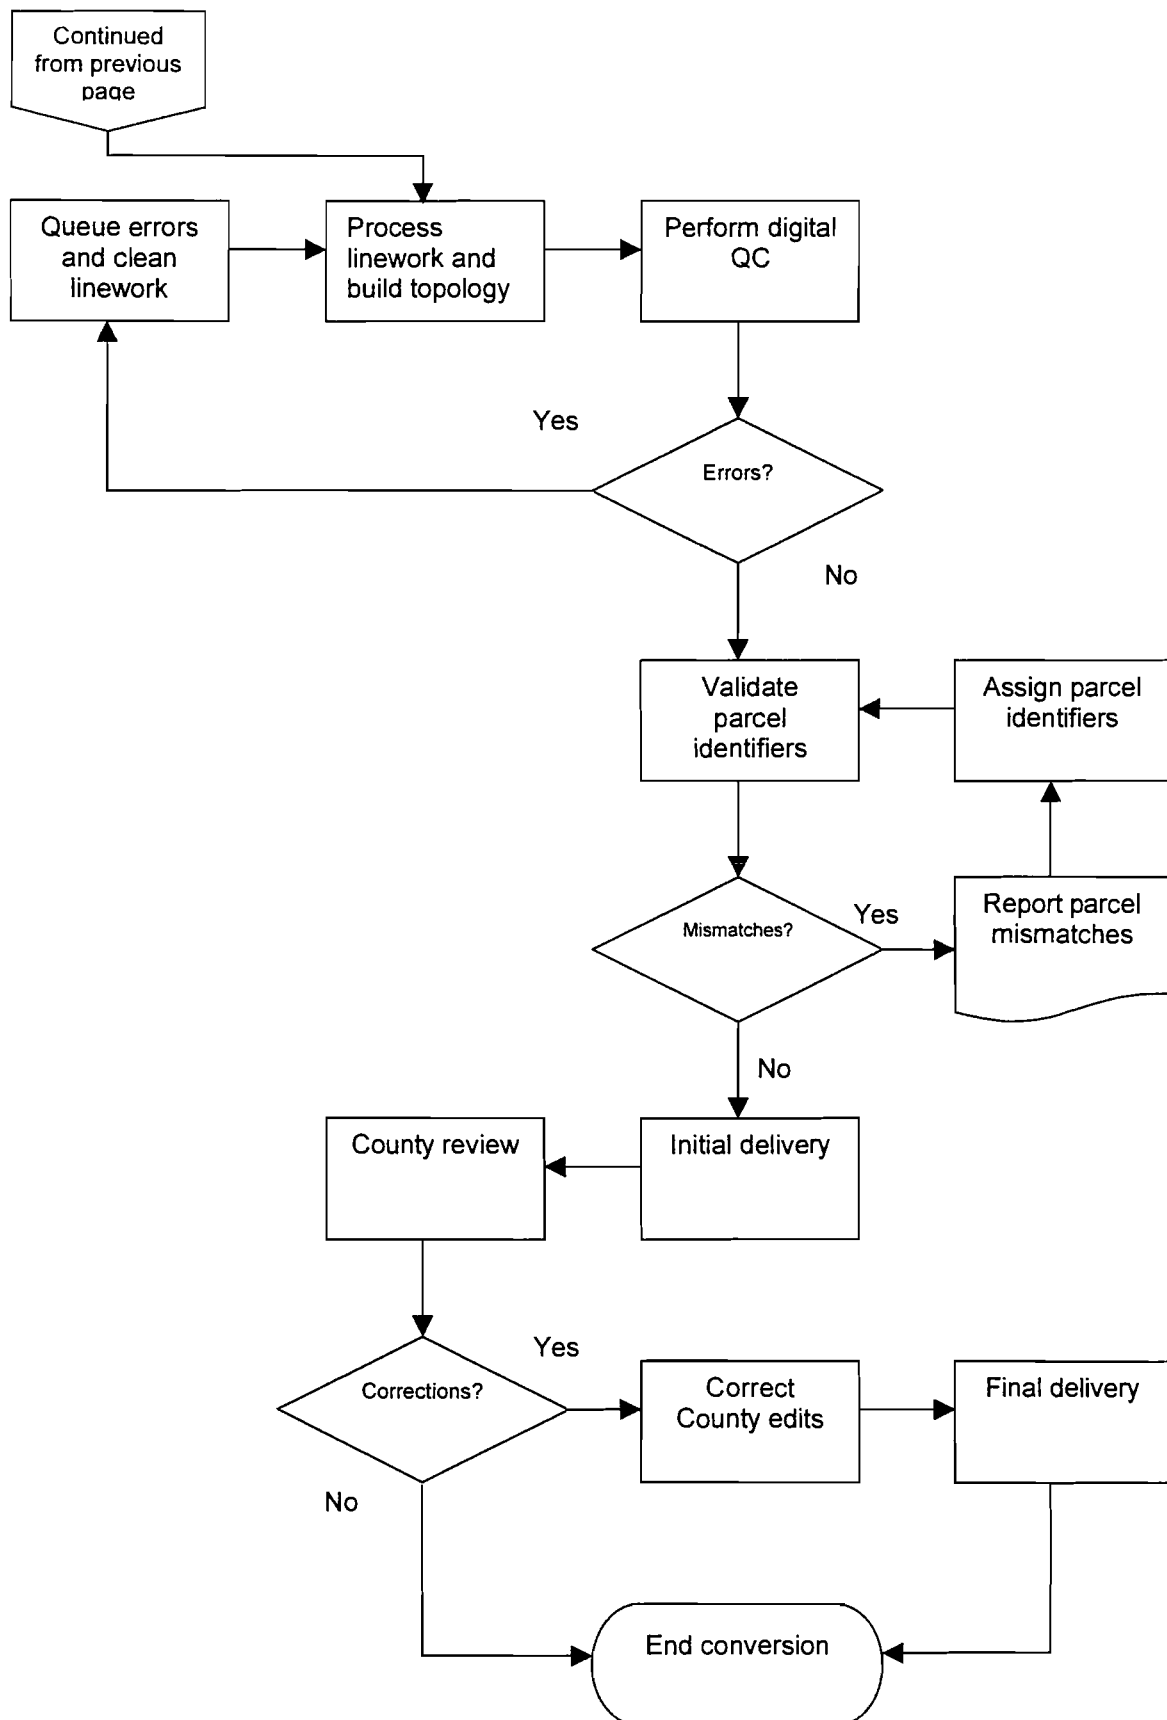 Continued
from previous
page
Queue errors
and clean
linework
Process
linework and
build topology
Perform digital
QC
Yes
Errors?
No
Validate
parcel
identifiers
Assign parcel
identifiers
Mismatches?
Yes
Report parcel
mismatches
No
County review
Initial delivery
Yes
Corrections?
Correct
County edits
Final delivery
No
End conversion